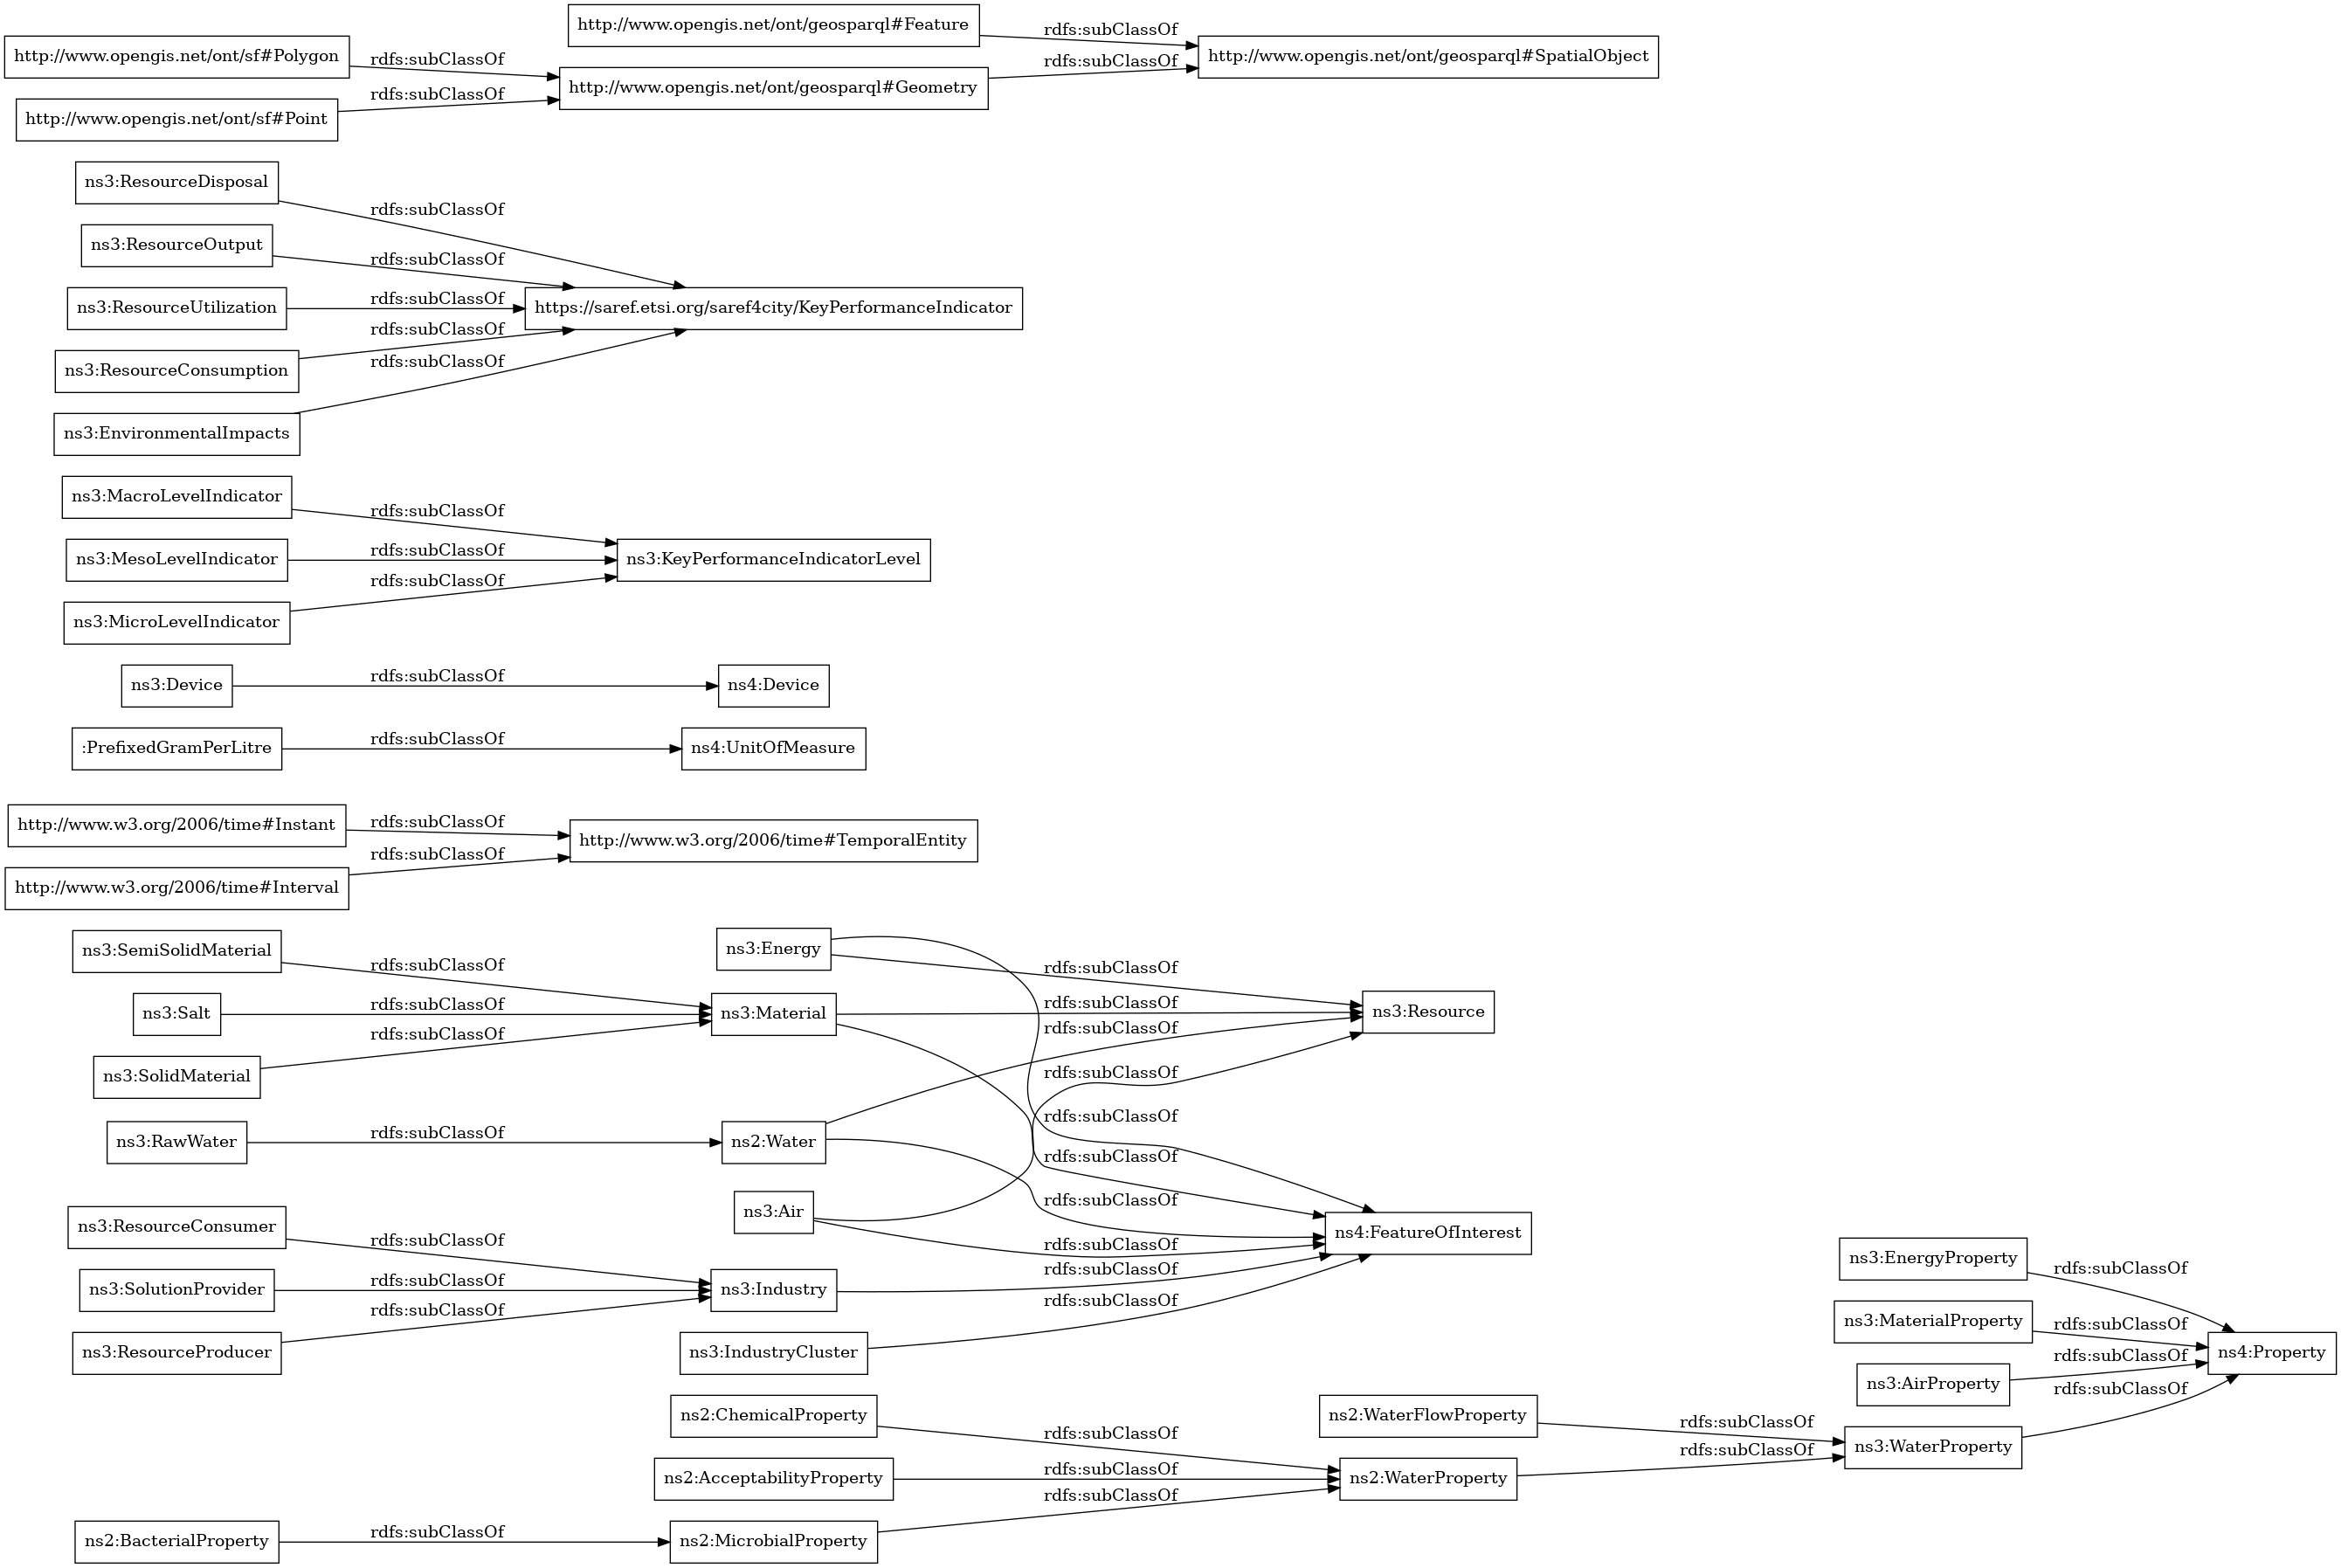 http://www.opengis.net/ont/geosparql#Feature
rdfs:subClassOf
http://www.opengis.net/ont/sf#Polygon
rdfs:subClassOf
http://www.opengis.net/ont/geosparql#SpatialObject
rdfs:subClassOf
http://www.opengis.net/ont/geosparql#Geometry
rdfs:subClassOf
http://www.opengis.net/ont/sf#Point
ns3:ResourceDisposal
rdfs:subClassOf
ns3:ResourceOutput
rdfs:subClassOf
ns3:ResourceUtilization
rdfs:subClassOf
https://saref.etsi.org/saref4city/KeyPerformanceIndicator
rdfs:subClassOf
ns3:ResourceConsumption
rdfs:subClassOf
ns3:EnvironmentalImpacts
ns3:MacroLevelIndicator
rdfs:subClassOf
ns3:MesoLevelIndicator
rdfs:subClassOf
ns3:KeyPerformanceIndicatorLevel
rdfs:subClassOf
ns3:MicroLevelIndicator
ns3:Device
rdfs:subClassOf
ns4:Device
:PrefixedGramPerLitre
rdfs:subClassOf
ns4:UnitOfMeasure
http://www.w3.org/2006/time#Instant
rdfs:subClassOf
http://www.w3.org/2006/time#TemporalEntity
rdfs:subClassOf
http://www.w3.org/2006/time#Interval
ns3:SemiSolidMaterial
rdfs:subClassOf
ns3:Energy
rdfs:subClassOf
ns3:Salt
rdfs:subClassOf
ns3:Material
rdfs:subClassOf
ns3:Resource
rdfs:subClassOf
rdfs:subClassOf
ns3:SolidMaterial
rdfs:subClassOf
rdfs:subClassOf
ns3:RawWater
rdfs:subClassOf
ns2:Water
rdfs:subClassOf
rdfs:subClassOf
ns3:Air
ns3:ResourceConsumer
rdfs:subClassOf
rdfs:subClassOf
ns4:FeatureOfInterest
ns3:SolutionProvider
rdfs:subClassOf
ns3:Industry
rdfs:subClassOf
rdfs:subClassOf
rdfs:subClassOf
ns3:ResourceProducer
ns3:IndustryCluster
ns3:EnergyProperty
rdfs:subClassOf
ns3:MaterialProperty
rdfs:subClassOf
ns4:Property
rdfs:subClassOf
ns3:AirProperty
rdfs:subClassOf
ns2:ChemicalProperty
rdfs:subClassOf
ns2:WaterFlowProperty
rdfs:subClassOf
ns3:WaterProperty
rdfs:subClassOf
ns2:AcceptabilityProperty
rdfs:subClassOf
ns2:WaterProperty
rdfs:subClassOf
ns2:BacterialProperty
rdfs:subClassOf
ns2:MicrobialProperty